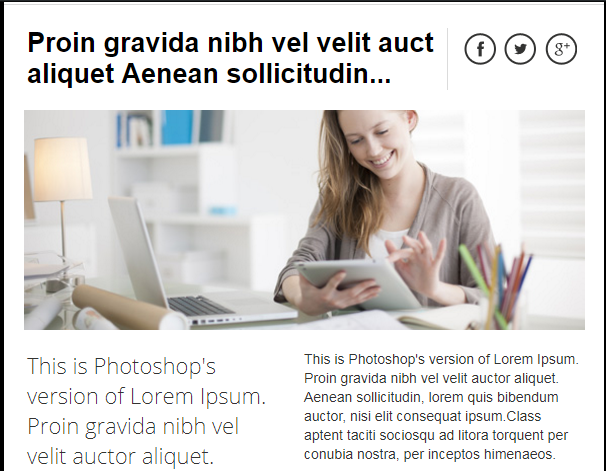 Proin gravida nibh vel velit auct
aliquet Aenean sollicitudin...
f
g+
This is Photoshop's
version of Lorem Ipsum.
Proin gravida nibh vel
velit auctor aliquet.
This is Photoshop's version of Lorem Ipsum.
Proin gravida nibh vel velit auctor aliquet.
Aenean sollicitudin, lorem quis bibendum
auctor, nisi elit consequat ipsum.Class
aptent taciti sociosqu ad litora torquent per
conubia nostra, per inceptos himenaeos.